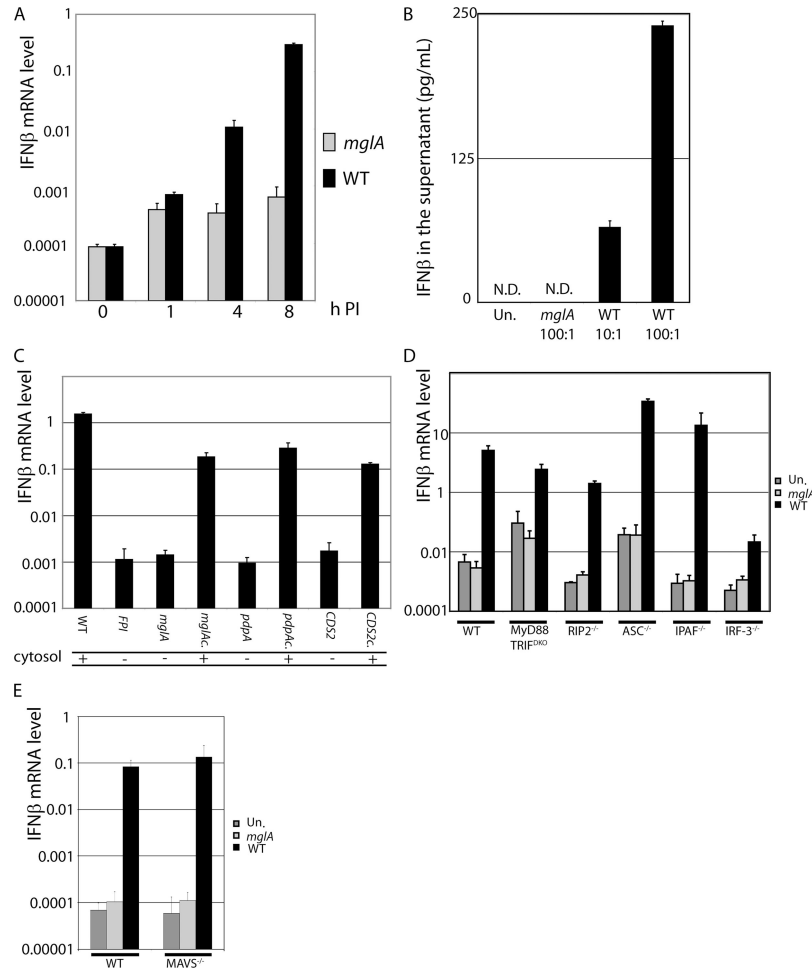 A
IFNβ mRNA level
1
0.1
0.01
0.001
0.0001
0.00001
0 1 4 8 h PI
mglA
WT
B
IFNβ in the supernatant (pg/mL)
250
125
0
N.D. N.D.
Un. mglA WT WT
100:1 10:1 100:1
C
IFNβ mRNA level
1
0.1
0.01
0.001
0.0001
WT FPI mglA mglAc. pdpA pdpAc. CDS2 CDS2c.
cytosol + - - + - + - +
D
IFNβ mRNA level
10
1
0.01
0.0001
Un.
mglA
WT
WT MyD88 RIP2-/- ASC-/- IPAF-/- IRF-3-/-
TRIFDKO
E
IFNβ mRNA level
1
0.1
0.01
0.001
0.0001
0.00001
Un.
mglA
WT
WT MAVS-/-